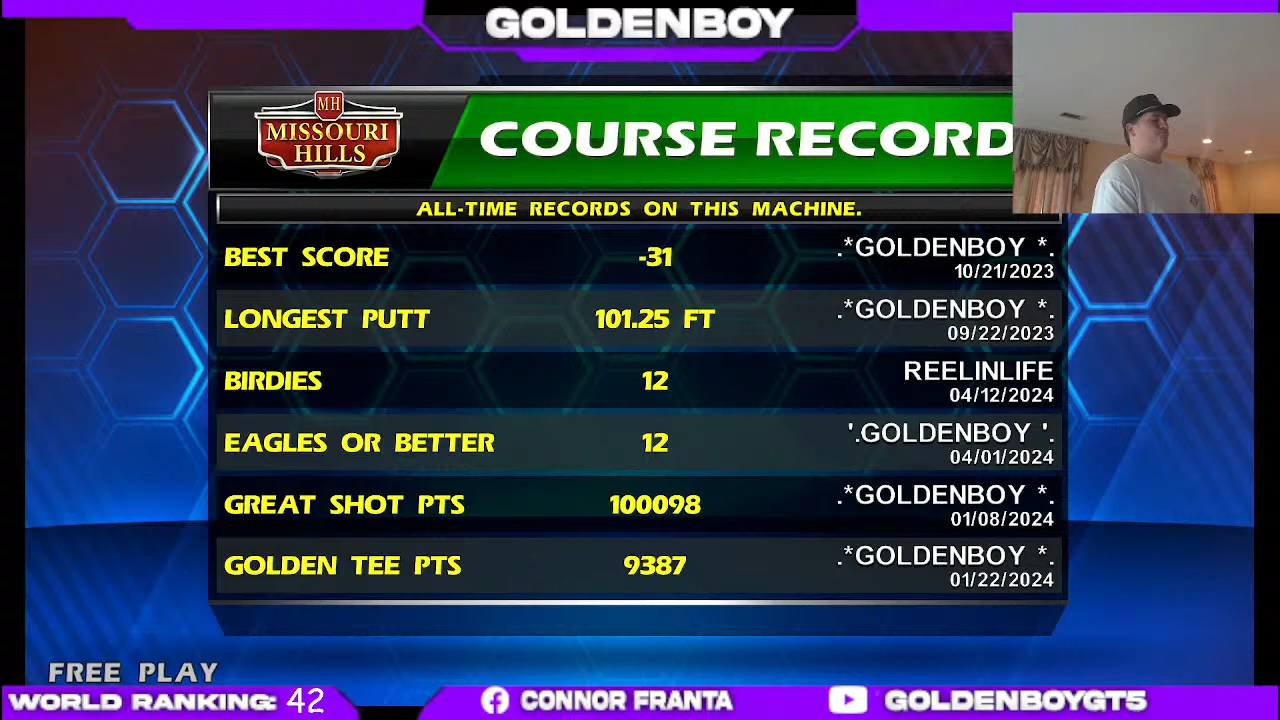 GOLDENBOY
MH
MISSOURI
HILLS
COURSE RECORD
ALL-TIME RECORDS ON THIS MACHINE.
BEST SCORE -31 .*GOLDENBOY *.
10/21/2023
LONGEST PUTT 101.25 FT .*GOLDENBOY *.
09/22/2023
BIRDIES 12 REELINLIFE
04/12/2024
EAGLES OR BETTER 12 '.GOLDENBOY '.
04/01/2024
GREAT SHOT PTS 100098 .*GOLDENBOY *.
01/08/2024
GOLDEN TEE PTS 9387 .*GOLDENBOY *.
01/22/2024
FREE PLAY
WORLD RANKING: 42 CONNOR FRANTA GOLDENBOYGT5